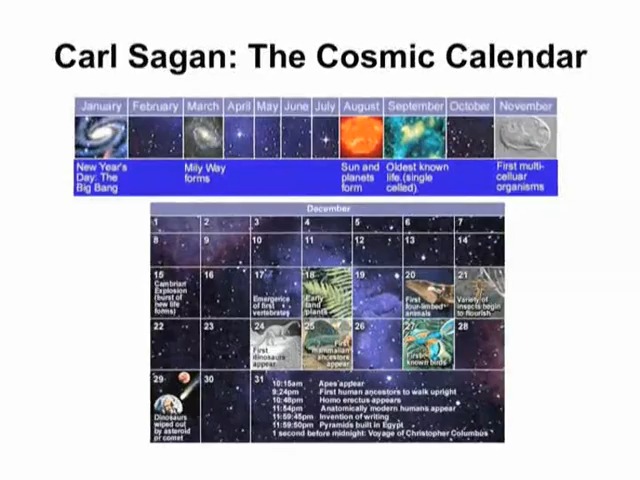 Carl Sagan: The Cosmic Calendar
January February March April May June July August September October November
New Year's
Day: The
Big Bang
Mily Way
forms
Sun and
planets
form
Oldest known
life (single
celled)
First multi-
celluar
organisms
December
1 2 3 4 5 6 7
8 9 10 11 12 13 14
15 16 17 18 19 20 21
Cambrian
Explosion
(burst of
new life
forms)
Emergence
of first
vertebrates
Early
land
plants
First
four-limbed
animals
Variety of
insects begin
to flourish
22 23 24 25 26 27 28
First
dinosaurs
appear
First
mammalian
ancestors
appear
First
known birds
29 30 31
Dinosaurs
wiped out
by asteroid
or comet
10:15am Apes appear
9:24pm First human ancestors to walk upright
10:48pm Homo erectus appears
11:54pm Anatomically modern humans appear
11:59:45pm Invention of writing
11:59:50pm Pyramids built in Egypt
1 second before midnight: Voyage of Christopher Columbus